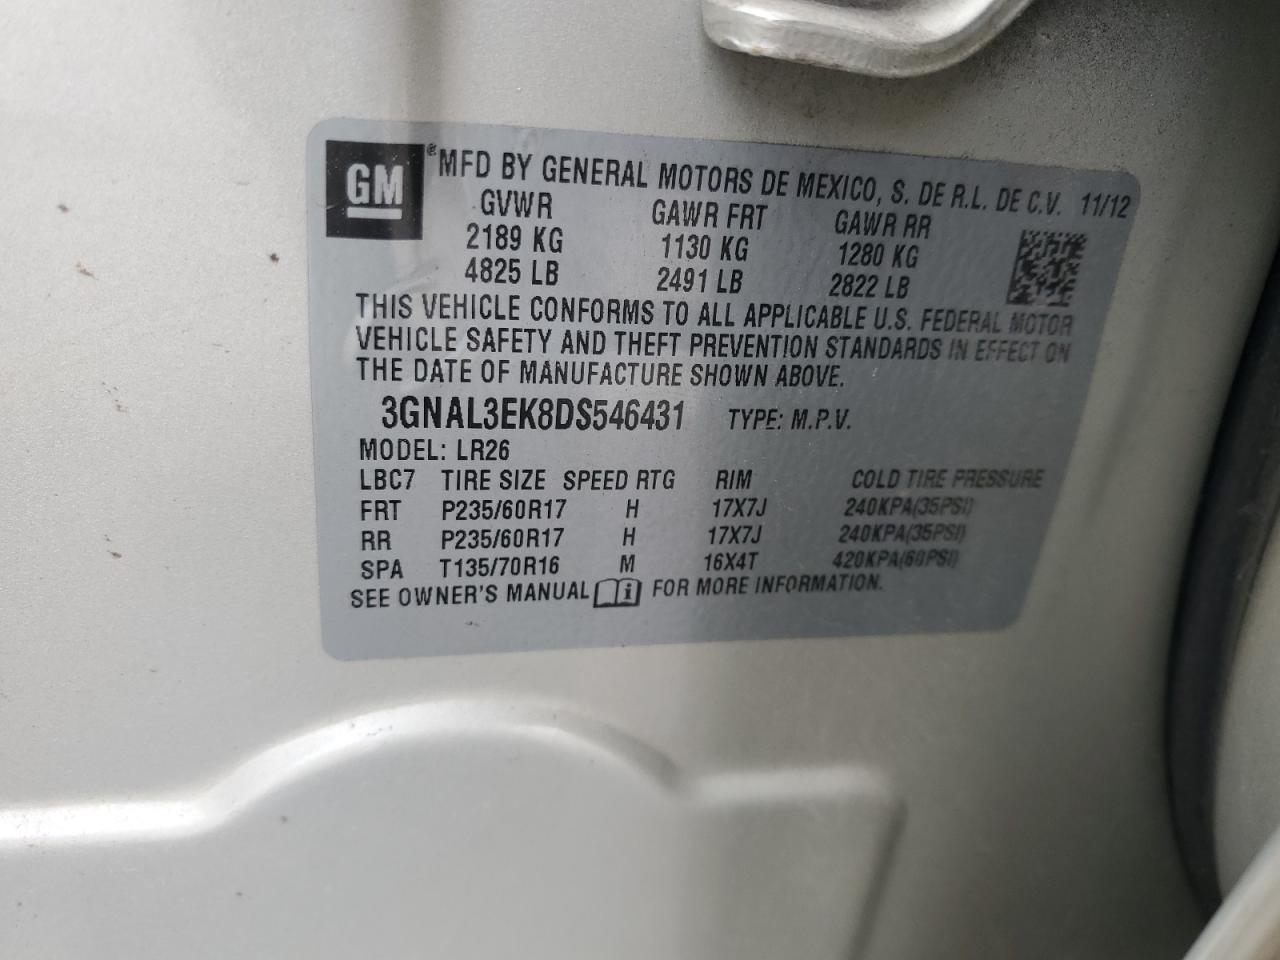 GM
® MFD BY GENERAL MOTORS DE MEXICO, S. DE R.L. DE C.V. 11/12
GVWR GAWR FRT GAWR RR
2189 KG 1130 KG 1280 KG
4825 LB 2491 LB 2822 LB
THIS VEHICLE CONFORMS TO ALL APPLICABLE U.S. FEDERAL MOTOR
VEHICLE SAFETY AND THEFT PREVENTION STANDARDS IN EFFECT ON
THE DATE OF MANUFACTURE SHOWN ABOVE.
3GNAL3EK8DS546431 TYPE: M.P.V.
MODEL: LR26
LBC7 TIRE SIZE SPEED RTG RIM COLD TIRE PRESSURE
FRT P235/60R17 H 17X7J 240KPA(35PSI)
RR P235/60R17 H 17X7J 240KPA(35PSI)
SPA T135/70R16 M 16X4T 420KPA(60PSI)
SEE OWNER'S MANUAL i FOR MORE INFORMATION.